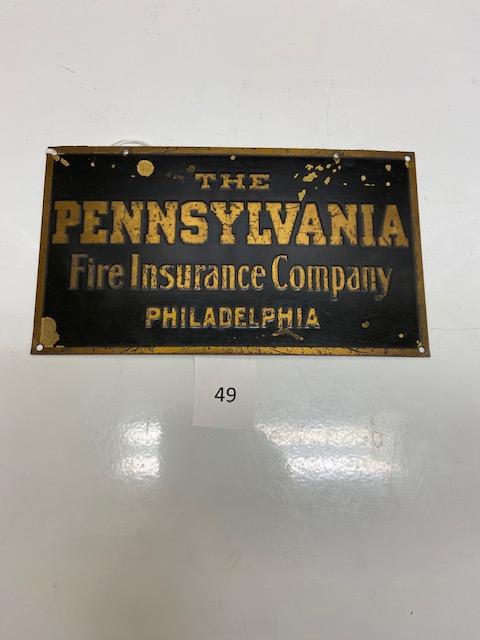 THE
PENNSYLVANIA
Fire Insurance Company
PHILADELPHIA
49